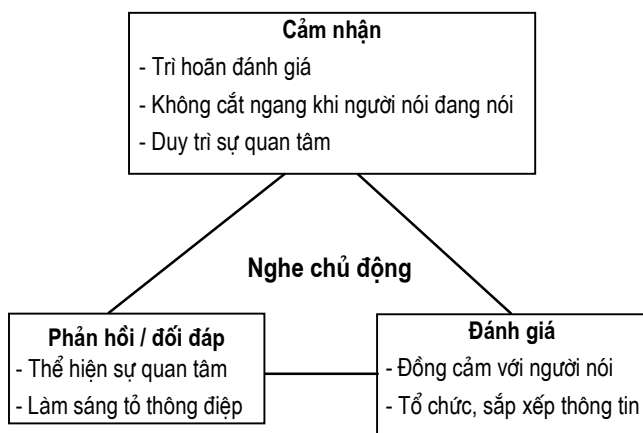 Cảm nhận
- Trì hoãn đánh giá
- Không cắt ngang khi người nói đang nói
- Duy trì sự quan tâm
Nghe chủ động
Phản hồi / đối đáp
- Thể hiện sự quan tâm
- Làm sáng tỏ thông điệp
Đánh giá
- Đồng cảm với người nói
- Tổ chức, sắp xếp thông tin